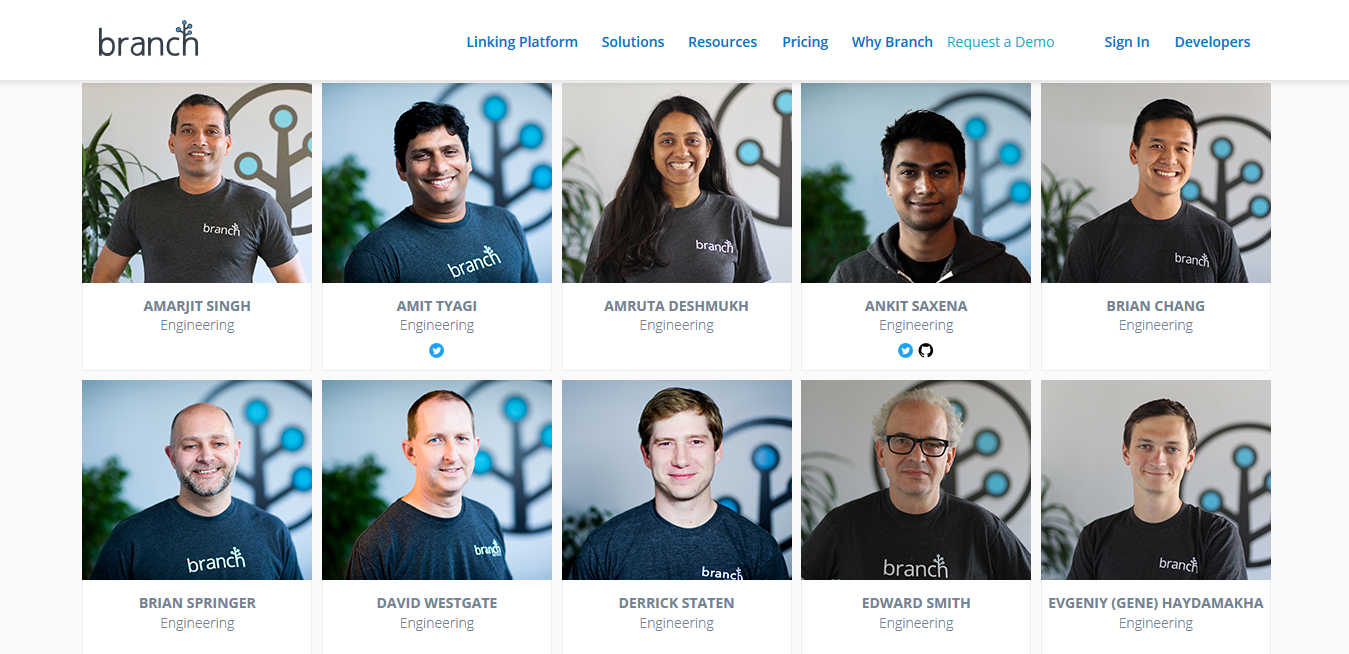 branch
Linking Platform Solutions Resources Pricing Why Branch Request a Demo Sign In Developers
branch branch branch branch
AMARJIT SINGH AMIT TYAGI AMRUTA DESHMUKH ANKIT SAXENA BRIAN CHANG
Engineering Engineering Engineering Engineering Engineering
branch branch branch branch branch
BRIAN SPRINGER DAVID WESTGATE DERRICK STATEN EDWARD SMITH EVGENIY (GENE) HAYDAMAKHA
Engineering Engineering Engineering Engineering Engineering